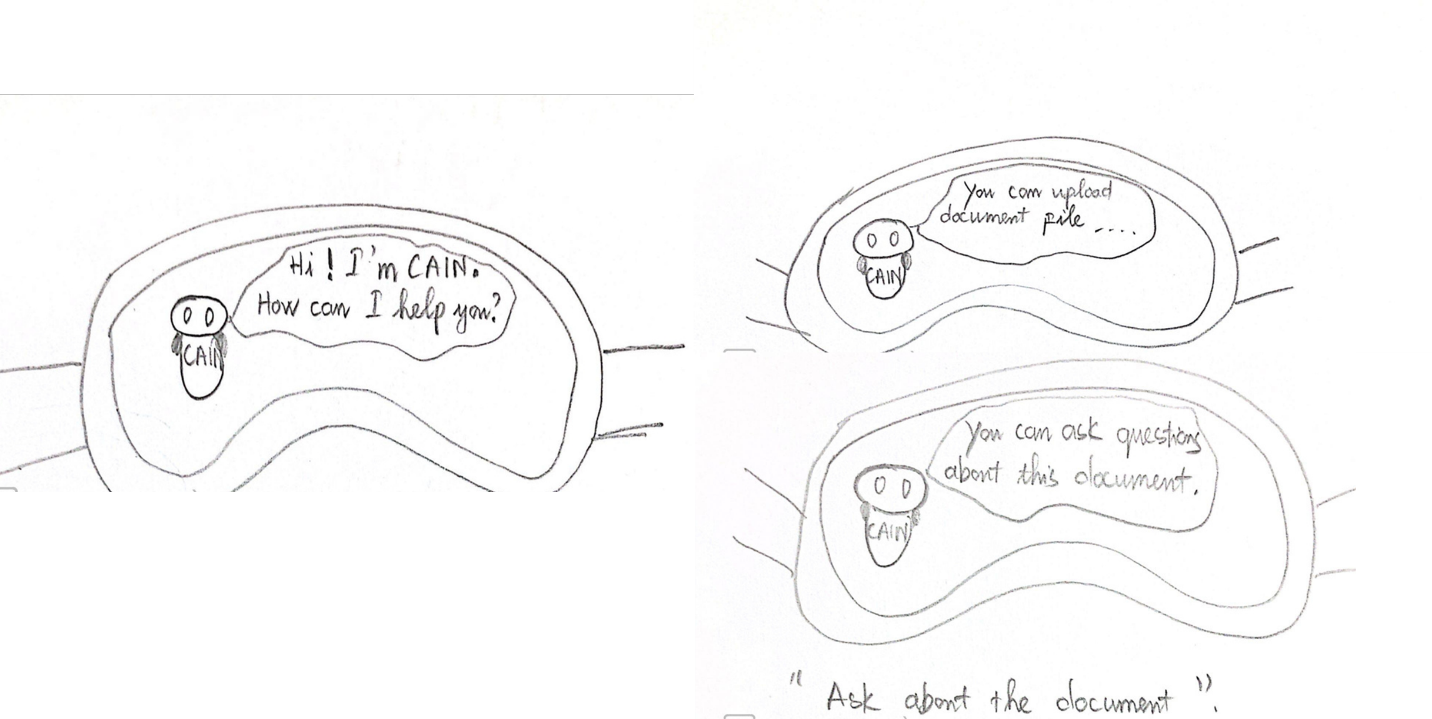 Hi! I'm CAIN.
How can I help you?
CAIN
You can upload
document file ....
CAIN
You can ask questions
about this document.
CAIN
"Ask about the document".